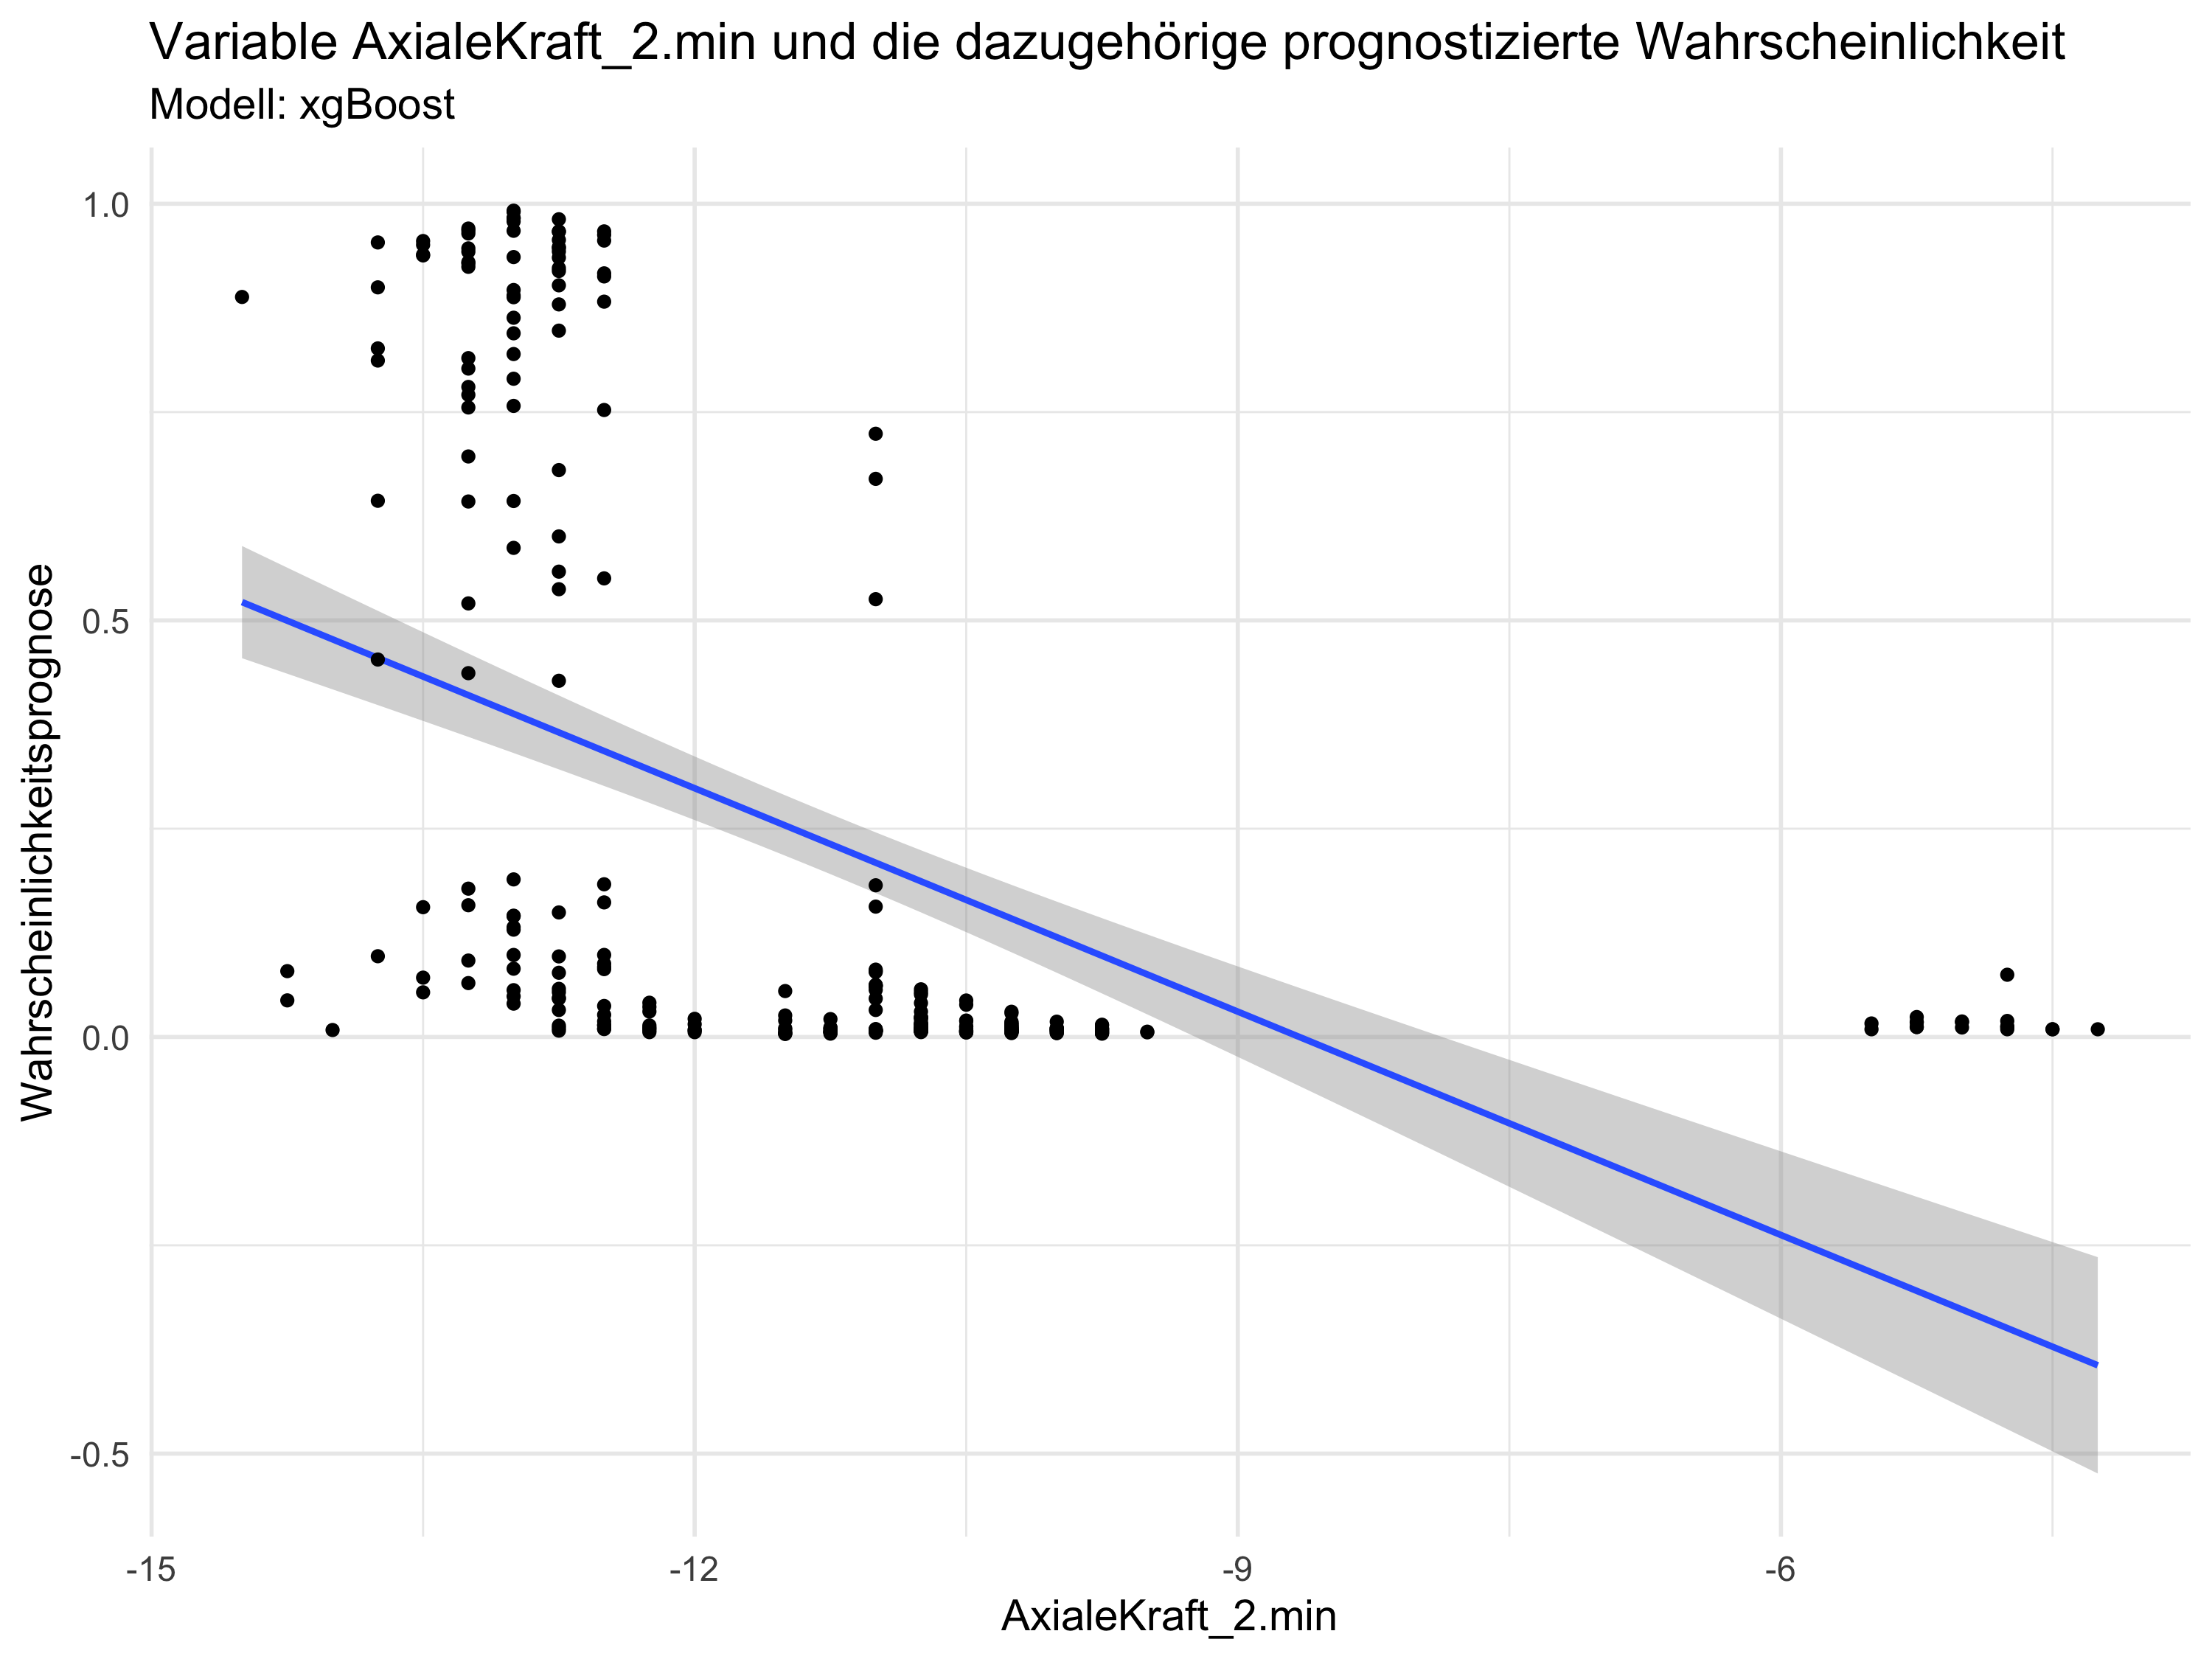 Variable AxialeKraft_2.min und die dazugehörige prognostizierte Wahrscheinlichkeit
Modell: xgBoost
Wahrscheinlichkeitsprognose
1.0
0.5
0.0
-0.5
-15
-12
-9
-6
AxialeKraft_2.min